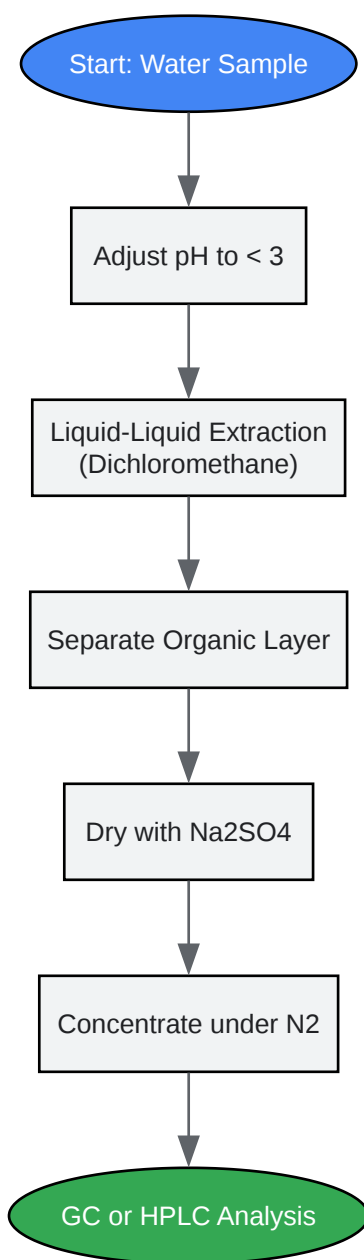 Start: Water Sample
Adjust pH to < 3
Liquid-Liquid Extraction
(Dichloromethane)
Separate Organic Layer
Dry with Na2SO4
Concentrate under N2
GC or HPLC Analysis